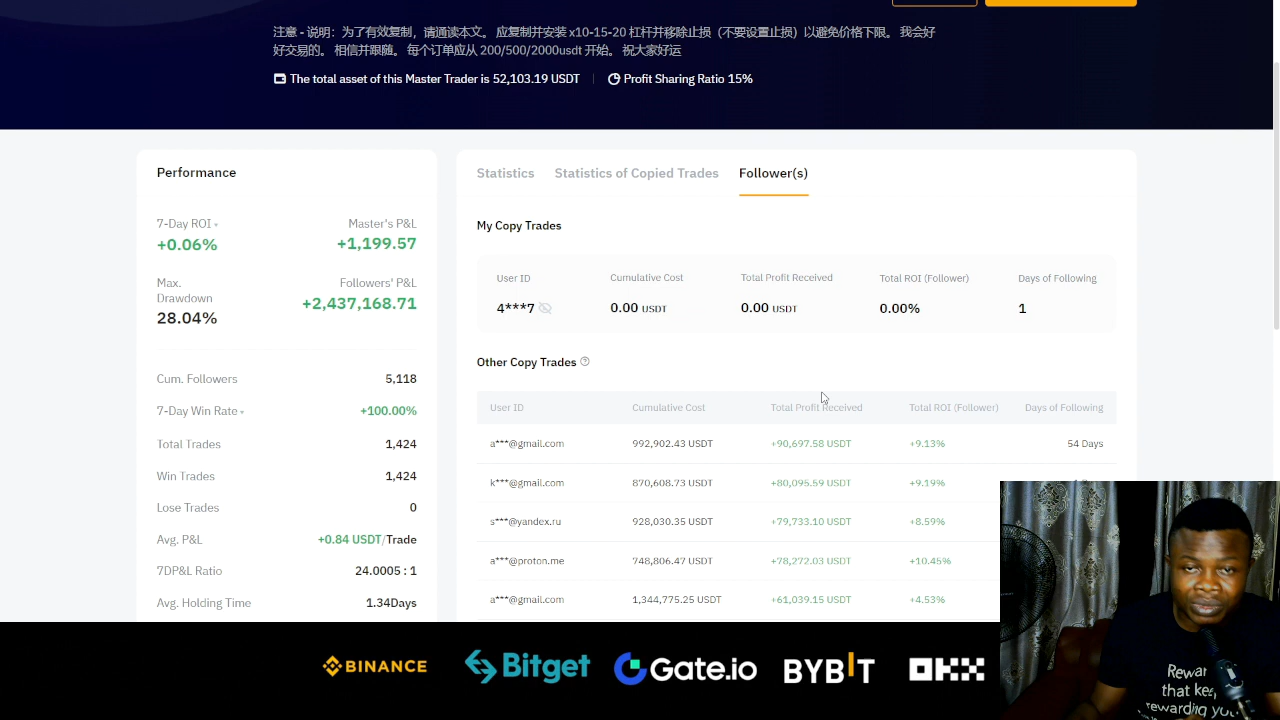 注意 - 说明：为了有效复制，请通读本文。 应复制并安装 x10-15-20 杠杆并移除止损（不要设置止损）以避免价格下限。 我会好
好交易的。 相信并跟随。 每个订单应从 200/500/2000usdt 开始。 祝大家好运
The total asset of this Master Trader is 52,103.19 USDT
Profit Sharing Ratio 15%
Performance
7-Day ROI
Master's P&L
+0.06%
+1,199.57
Max. Drawdown
Followers' P&L
28.04%
+2,437,168.71
Cum. Followers 5,118
7-Day Win Rate +100.00%
Total Trades 1,424
Win Trades 1,424
Lose Trades 0
Avg. P&L +0.84 USDT/Trade
7DP&L Ratio 24.0005 : 1
Avg. Holding Time 1.34Days
Statistics Statistics of Copied Trades Follower(s)
My Copy Trades
User ID Cumulative Cost Total Profit Received Total ROI (Follower) Days of Following
4***7 0.00 USDT 0.00 USDT 0.00% 1
Other Copy Trades
User ID Cumulative Cost Total Profit Received Total ROI (Follower) Days of Following
a***@gmail.com 992,902.43 USDT +90,697.58 USDT +9.13% 54 Days
k***@gmail.com 870,608.73 USDT +80,095.59 USDT +9.19%
s***@yandex.ru 928,030.35 USDT +79,733.10 USDT +8.59%
a***@proton.me 748,806.47 USDT +78,272.03 USDT +10.45%
a***@gmail.com 1,344,775.25 USDT +61,039.15 USDT +4.53%
BINANCE Bitget Gate.io BYBIT OKX
that
rewarding